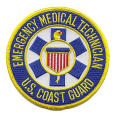 EMERGENCY MEDICAL TECHNICIAN
U.S. COAST GUARD